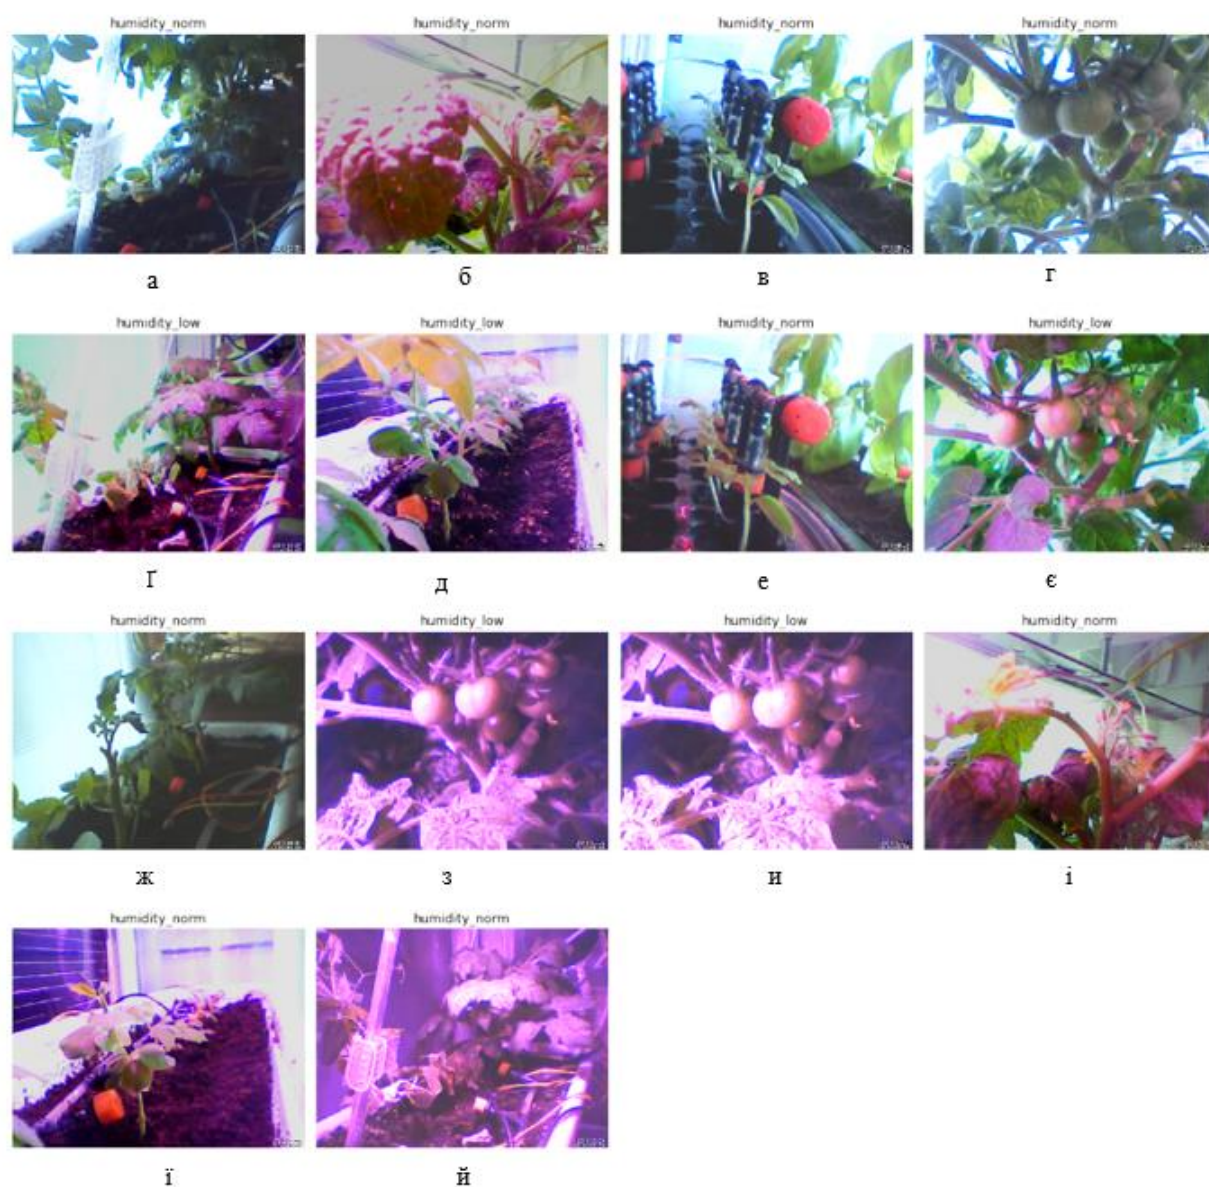 humidity_norm humidity_norm humidity_norm humidity_norm
а б в г
humidity_low humidity_low humidity_norm humidity_low
ґ д е є
humidity_norm humidity_low humidity_low humidity_norm
ж з и і
humidity_norm humidity_norm
ї й